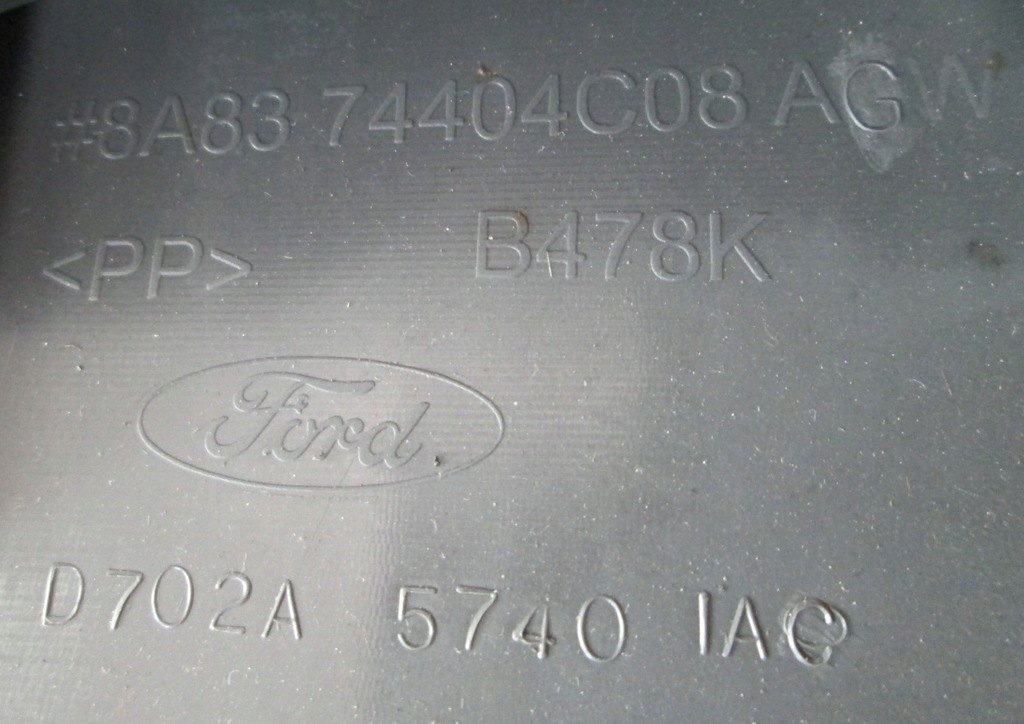 #8A83 74404C08 AGW
<PP> B478K
Ford
D702A 5740 IAC